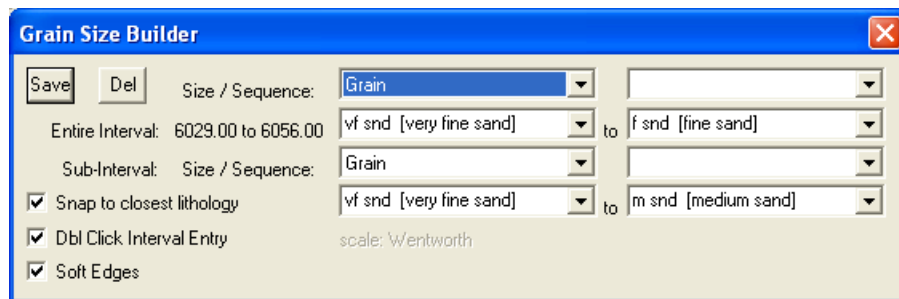 Grain Size Builder
Save Del Size / Sequence: Grain
Entire Interval: 6029.00 to 6056.00 vf snd [very fine sand] to f snd [fine sand]
Sub-Interval: Size / Sequence: Grain
Snap to closest lithology vf snd [very fine sand] to m snd [medium sand]
Dbl Click Interval Entry scale: Wentworth
Soft Edges